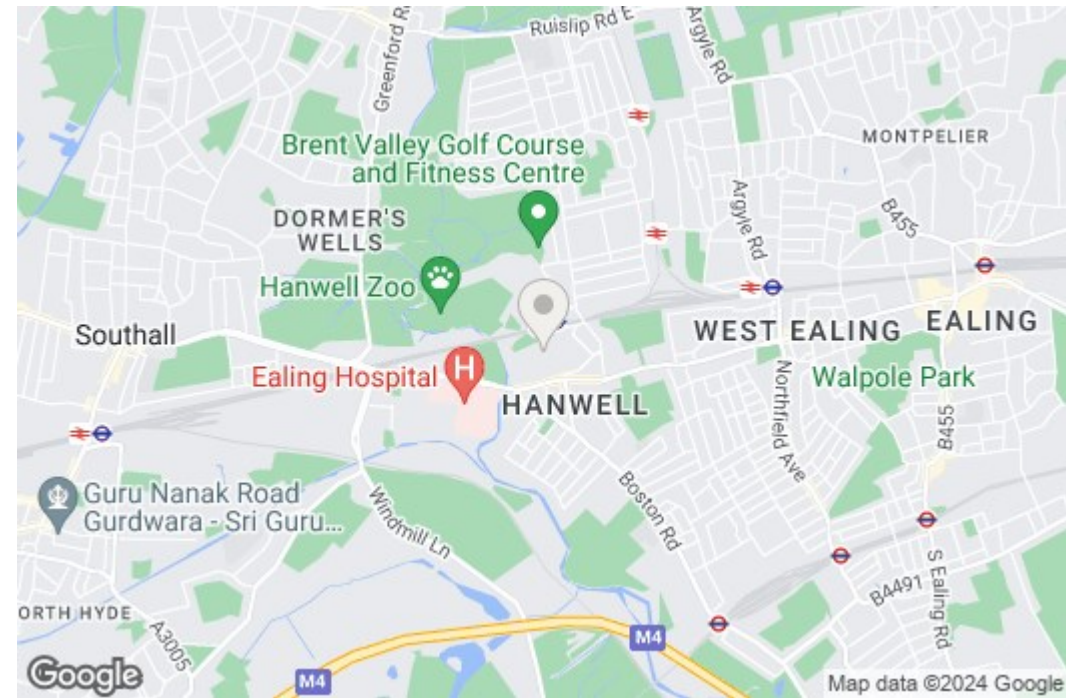 Ruislip Rd E
Argyle Rd
Greenford R
Brent Valley Golf Course
and Fitness Centre
MONTPELIER
DORMER'S
WELLS
Argyle Rd
B455
Hanwell Zoo
Southall
WEST EALING
EALING
Ealing Hospital
H
HANWELL
Walpole Park
Northfield Ave
B455
Guru Nanak Road
Gurdwara - Sri Guru...
Windmill Ln
Boston Rd
S Ealing Rd
B4491
ORTH HYDE
A3005
M4
M4
Google
Map data ©2024 Google